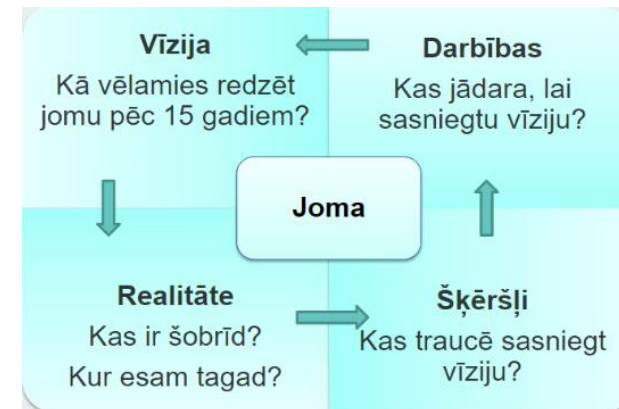 Vīzija
Kā vēlamies redzēt
jomu pēc 15 gadiem?
Darbības
Kas jādara, lai
sasniegtu vīziju?
Joma
Realitāte
Kas ir šobrīd?
Kur esam tagad?
Šķēršļi
Kas traucē sasniegt
vīziju?